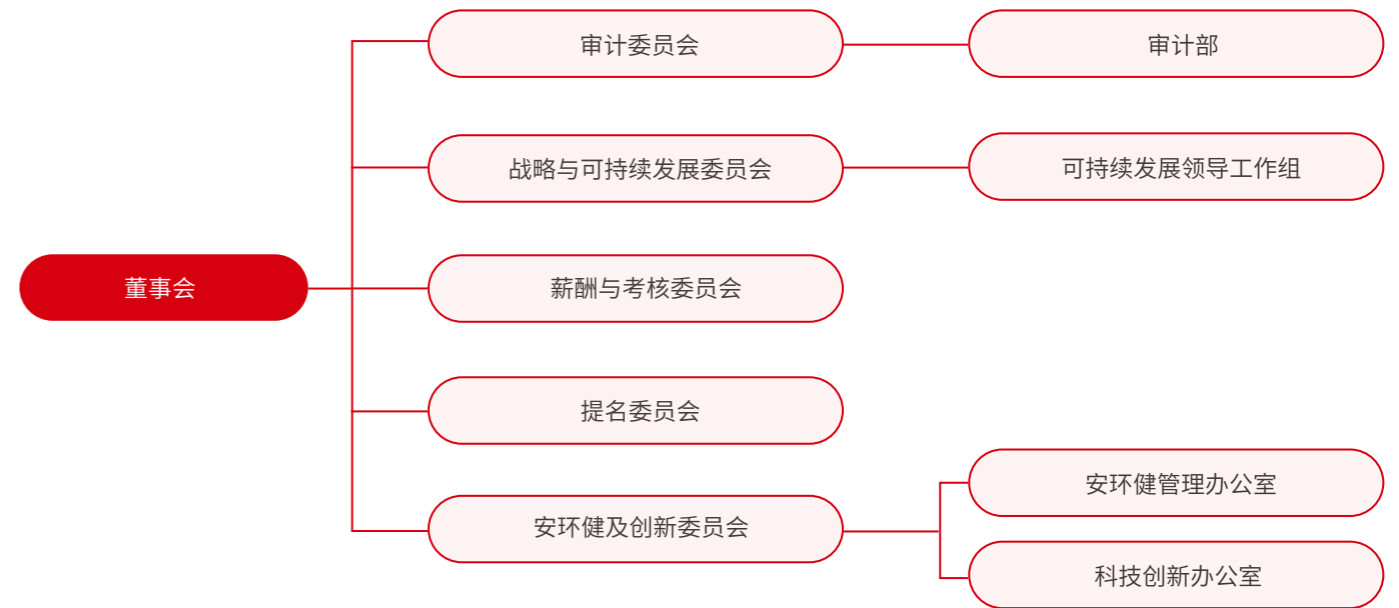 审计委员会
审计部
战略与可持续发展委员会
可持续发展领导工作组
董事会
薪酬与考核委员会
提名委员会
安环健管理办公室
安环健及创新委员会
科技创新办公室